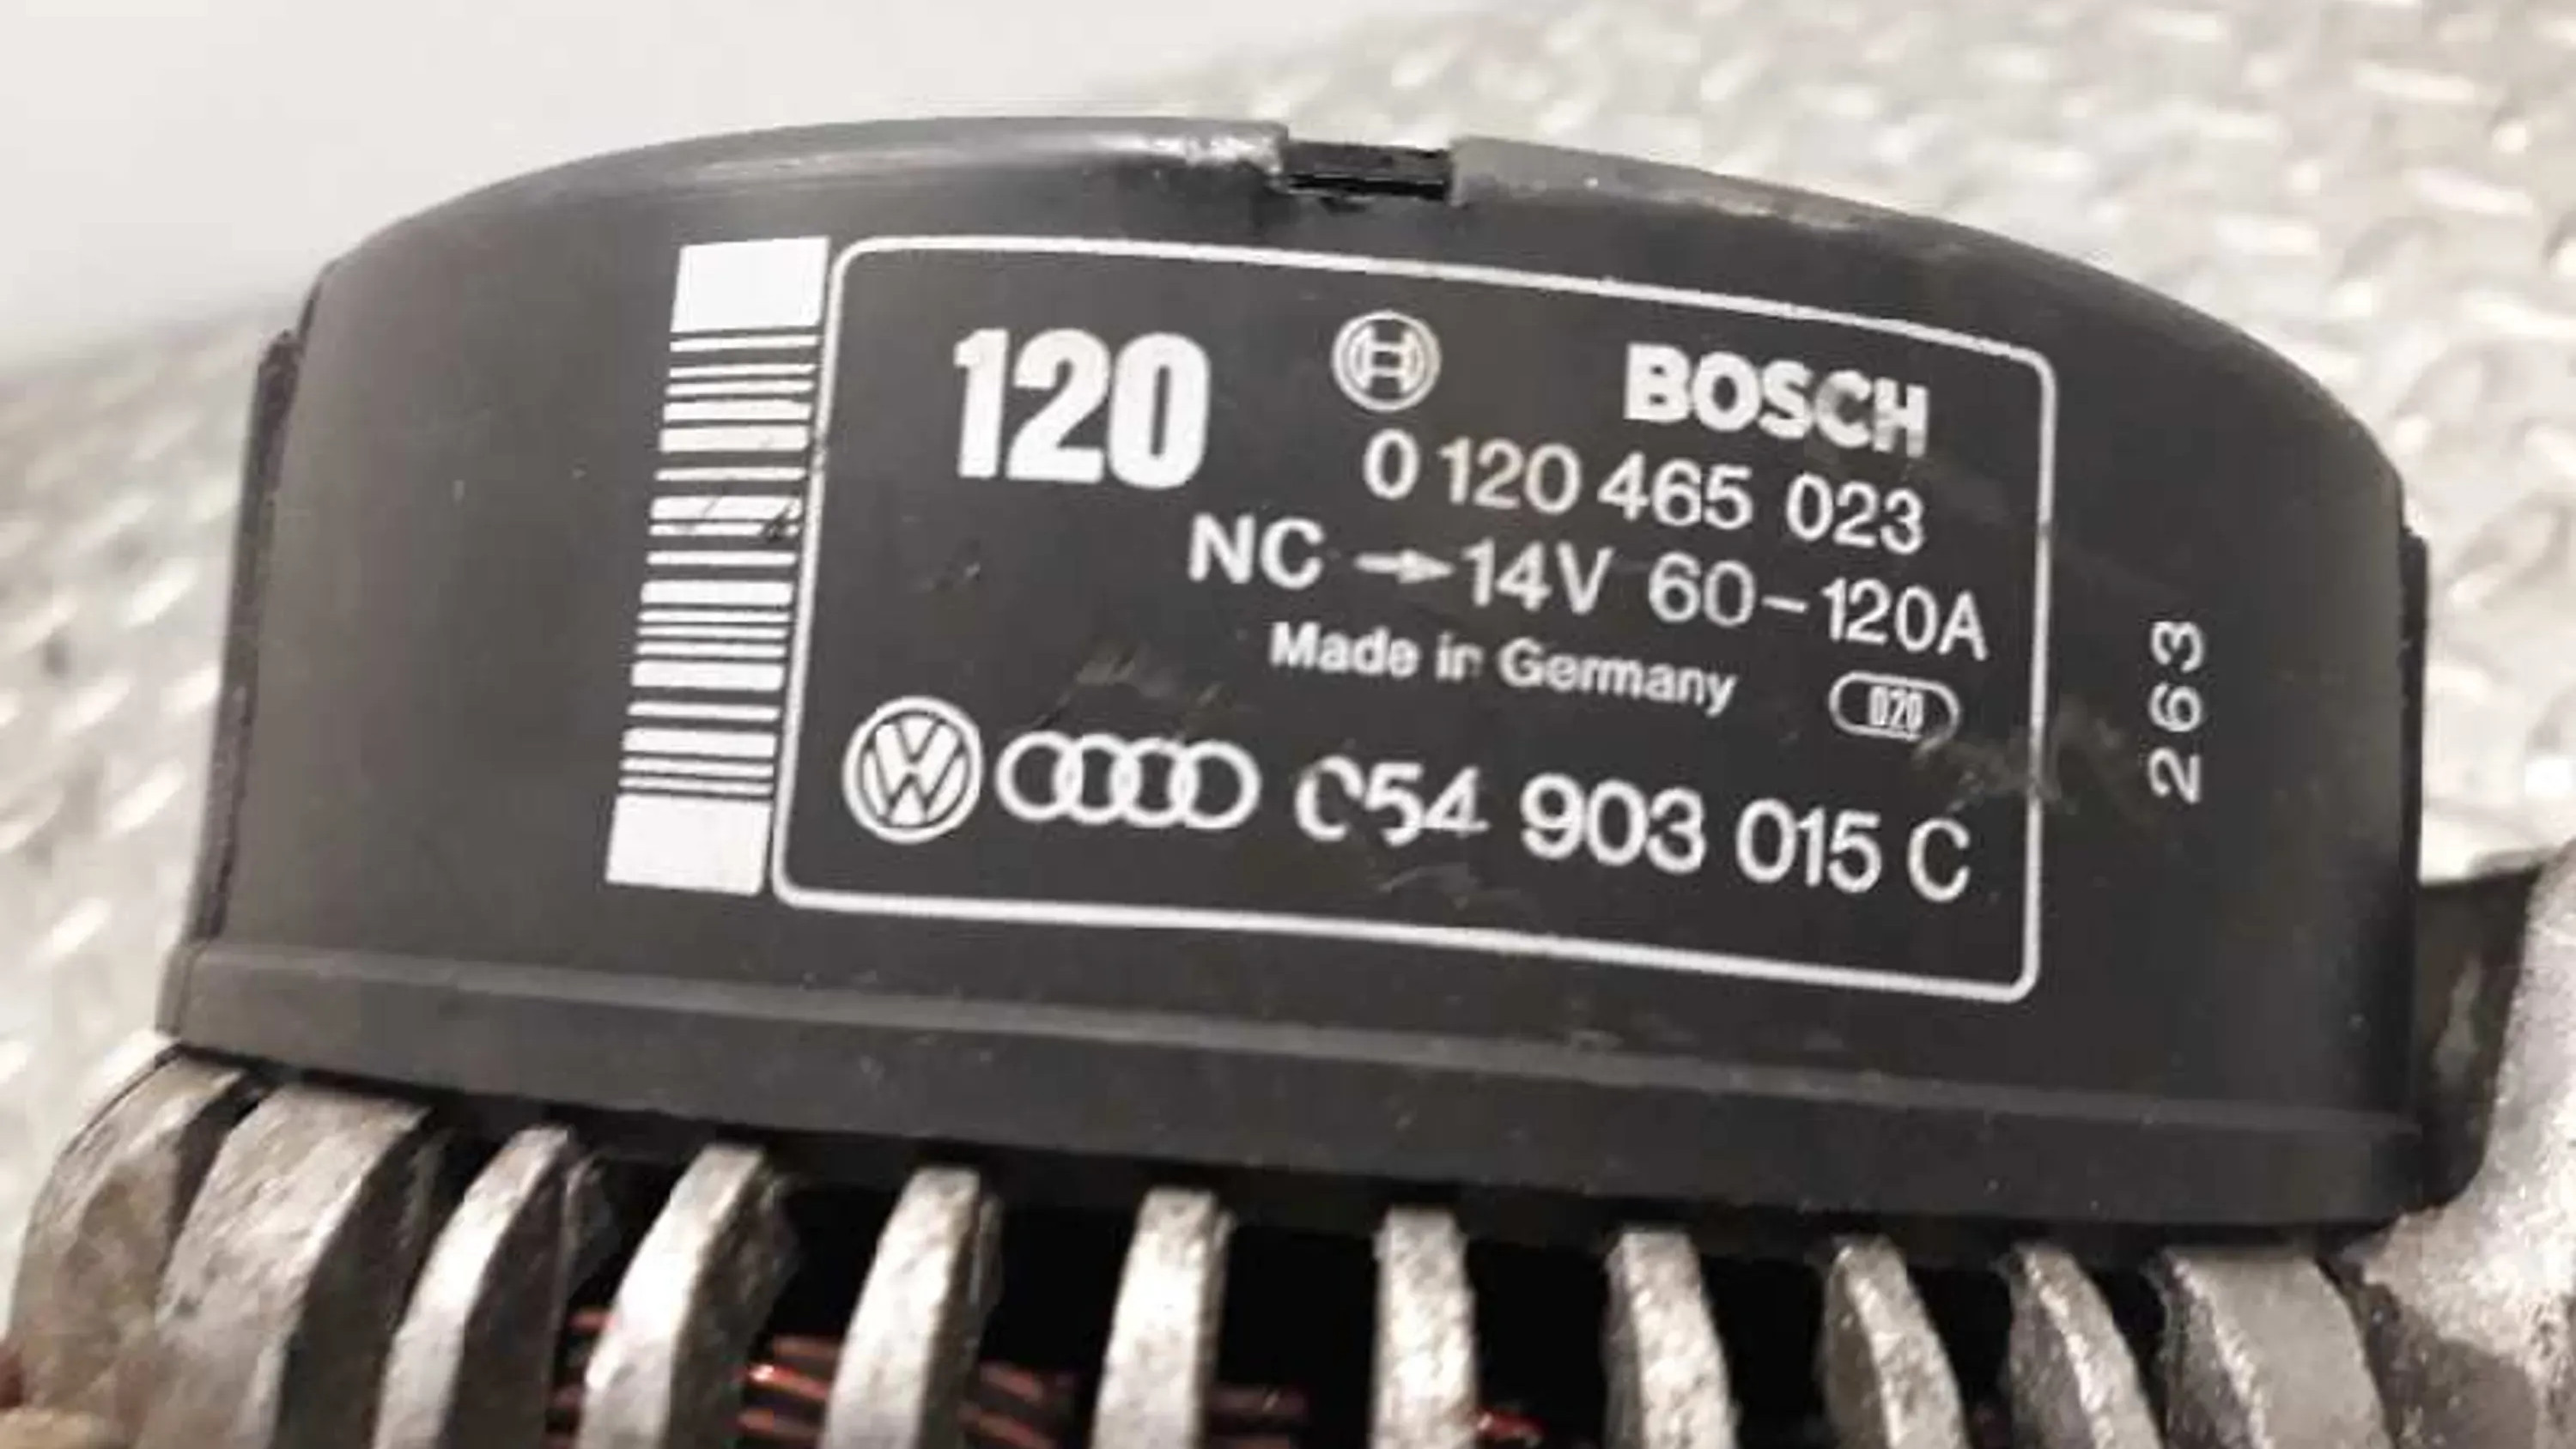 120 BOSCH
0 120 465 023
NC → 14V 60-120A
Made in Germany 020
054 903 015 C
263